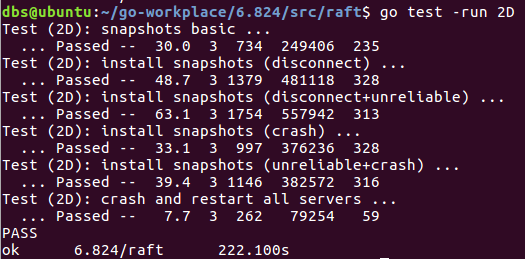 dbs@ubuntu:~/go-workplace/6.824/src/raft$ go test -run 2D
Test (2D): snapshots basic ...
  ... Passed --  30.0  3  734  249406  235
Test (2D): install snapshots (disconnect) ...
  ... Passed --  48.7  3 1379  481118  328
Test (2D): install snapshots (disconnect+unreliable) ...
  ... Passed --  63.1  3 1754  557942  313
Test (2D): install snapshots (crash) ...
  ... Passed --  33.1  3  997  376236  328
Test (2D): install snapshots (unreliable+crash) ...
  ... Passed --  39.4  3 1146  382572  316
Test (2D): crash and restart all servers ...
  ... Passed --   7.7  3  262   79254   59
PASS
ok      6.824/raft      222.100s